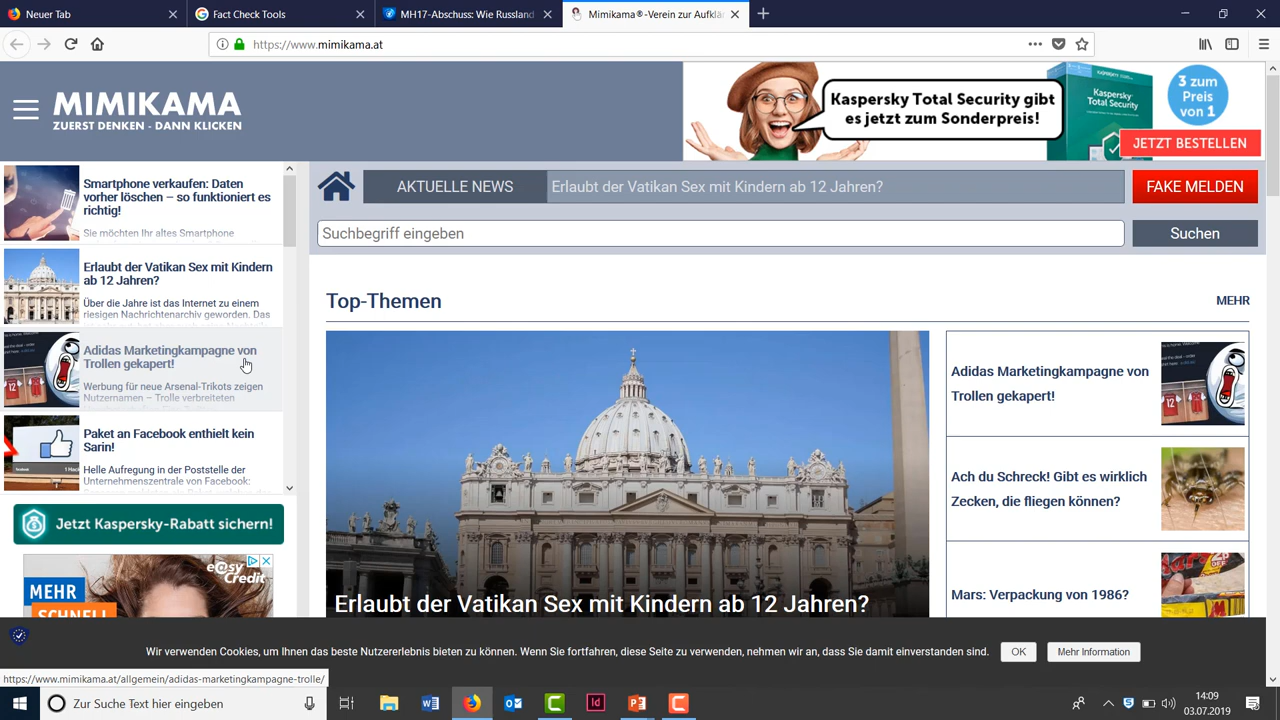 Neuer Tab
Fact Check Tools
MH17-Abschuss: Wie Russland
Mimikama®-Verein zur Aufklä
https://www.mimikama.at
MIMIKAMA
ZUERST DENKEN - DANN KLICKEN
Kaspersky Total Security gibt
es jetzt zum Sonderpreis!
Kaspersky
Total Security
3 zum
Preis
von 1
JETZT BESTELLEN
Smartphone verkaufen: Daten
vorher löschen – so funktioniert es
richtig!
Sie möchten Ihr altes Smartphone
Erlaubt der Vatikan Sex mit Kindern
ab 12 Jahren?
Über die Jahre ist das Internet zu einem
riesigen Nachrichtenarchiv geworden. Das
Adidas Marketingkampagne von
Trollen gekapert!
Werbung für neue Arsenal-Trikots zeigen
Nutzernamen – Trolle verbreiteten
Paket an Facebook enthielt kein
Sarin!
Helle Aufregung in der Poststelle der
Unternehmenszentrale von Facebook:
Jetzt Kaspersky-Rabatt sichern!
easy
Credit
MEHR
SCHNELL
AKTUELLE NEWS
Erlaubt der Vatikan Sex mit Kindern ab 12 Jahren?
FAKE MELDEN
Suchbegriff eingeben
Suchen
Top-Themen
MEHR
Erlaubt der Vatikan Sex mit Kindern ab 12 Jahren?
Adidas Marketingkampagne von
Trollen gekapert!
Ach du Schreck! Gibt es wirklich
Zecken, die fliegen können?
Mars: Verpackung von 1986?
Wir verwenden Cookies, um Ihnen das beste Nutzererlebnis bieten zu können. Wenn Sie fortfahren, diese Seite zu verwenden, nehmen wir an, dass Sie damit einverstanden sind.
OK
Mehr Information
https://www.mimikama.at/allgemein/adidas-marketingkampagne-trolle/
Zur Suche Text hier eingeben
14:09
03.07.2019